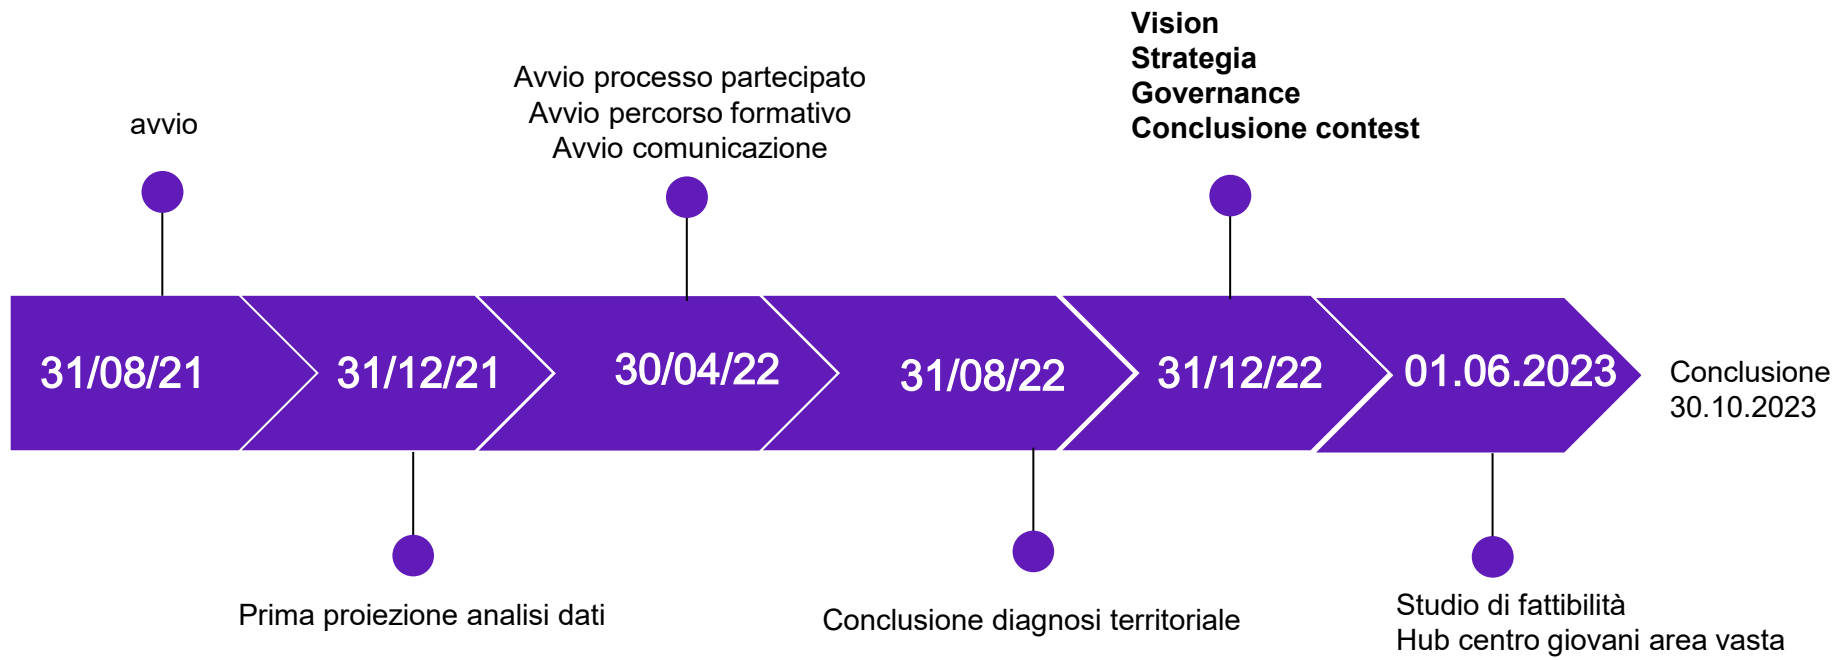 avvio
Avvio processo partecipato
Avvio percorso formativo
Avvio comunicazione
Vision
Strategia
Governance
Conclusione contest
31/08/21
31/12/21
30/04/22
31/08/22
31/12/22
01.06.2023
Conclusione
30.10.2023
Prima proiezione analisi dati
Conclusione diagnosi territoriale
Studio di fattibilità
Hub centro giovani area vasta